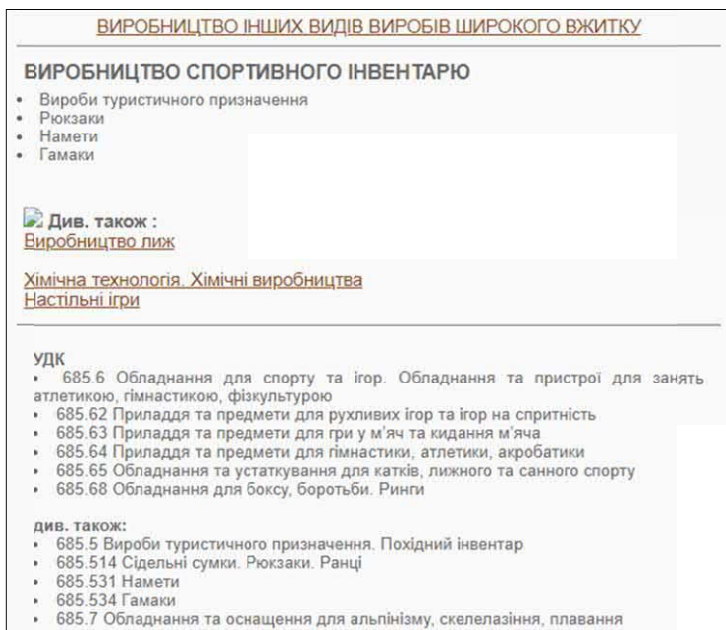 ВИРОБНИЦТВО ІНШИХ ВИДІВ ВИРОБІВ ШИРОКОГО ВЖИТКУ
ВИРОБНИЦТВО СПОРТИВНОГО ІНВЕНТАРЮ
• Вироби туристичного призначення
• Рюкзаки
• Намети
• Гамаки
Див. також :
Виробництво лиж
Хімічна технологія. Хімічні виробництва
Настільні ігри
УДК
• 685.6 Обладнання для спорту та ігор. Обладнання та пристрої для занять
атлетикою, гімнастикою, фізкультурою
• 685.62 Приладдя та предмети для рухливих ігор та ігор на спритність
• 685.63 Приладдя та предмети для гри у м’яч та кидання м’яча
• 685.64 Приладдя та предмети для гімнастики, атлетики, акробатики
• 685.65 Обладнання та устаткування для катків, лижного та санного спорту
• 685.68 Обладнання для боксу, боротьби. Ринги
див. також:
• 685.5 Вироби туристичного призначення. Похідний інвентар
• 685.514 Сідельні сумки. Рюкзаки. Ранці
• 685.531 Намети
• 685.534 Гамаки
• 685.7 Обладнання та оснащення для альпінізму, скелелазіння, плавання